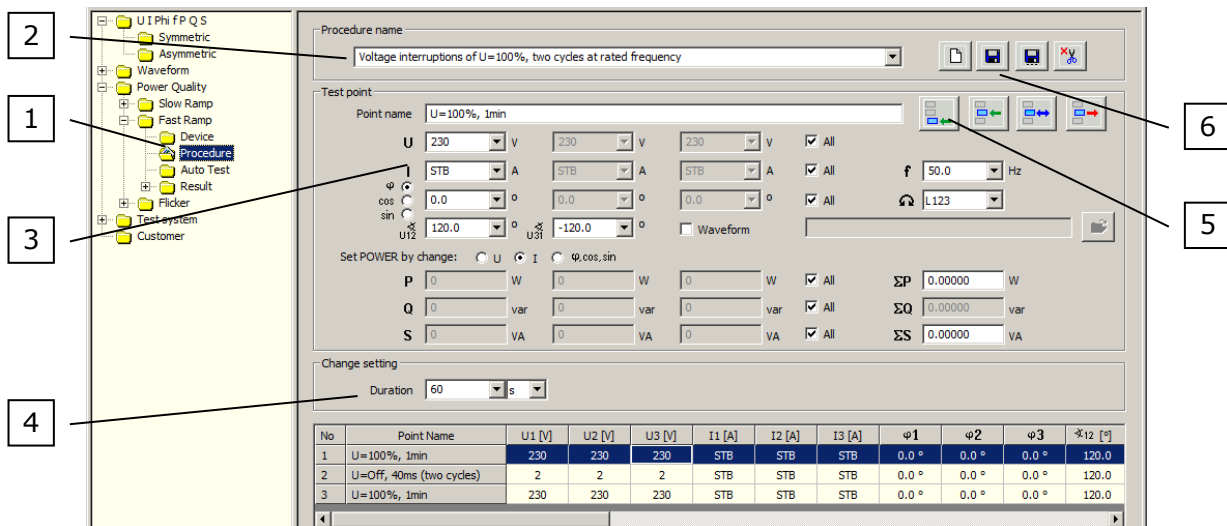 U I Phi f P Q S
Symmetric
Asymmetric
Waveform
Power Quality
Slow Ramp
Fast Ramp
Device
Procedure
Auto Test
Result
Flicker
Test system
Customer
2
1
3
4
6
5
Procedure name
Voltage interruptions of U=100%, two cycles at rated frequency
Test point
Point name U=100%, 1min
U 230 V 230 V 230 V All
I STB A STB A STB A All f 50.0 Hz
φ
cos 0.0 ° 0.0 ° 0.0 ° All L123
sin
U12 120.0 ° U31 -120.0 ° Waveform
Set POWER by change: U I φ,cos,sin
P 0 W 0 W 0 W All ΣP 0.00000 W
Q 0 var 0 var 0 var All ΣQ 0.00000 var
S 0 VA 0 VA 0 VA All ΣS 0.00000 VA
Change setting
Duration 60 s
No Point Name U1 [V] U2 [V] U3 [V] I1 [A] I2 [A] I3 [A] φ1 φ2 φ3 ∢12 [°]
1 U=100%, 1min 230 230 230 STB STB STB 0.0 ° 0.0 ° 0.0 ° 120.0
2 U=Off, 40ms (two cycles) 2 2 2 STB STB STB 0.0 ° 0.0 ° 0.0 ° 120.0
3 U=100%, 1min 230 230 230 STB STB STB 0.0 ° 0.0 ° 0.0 ° 120.0